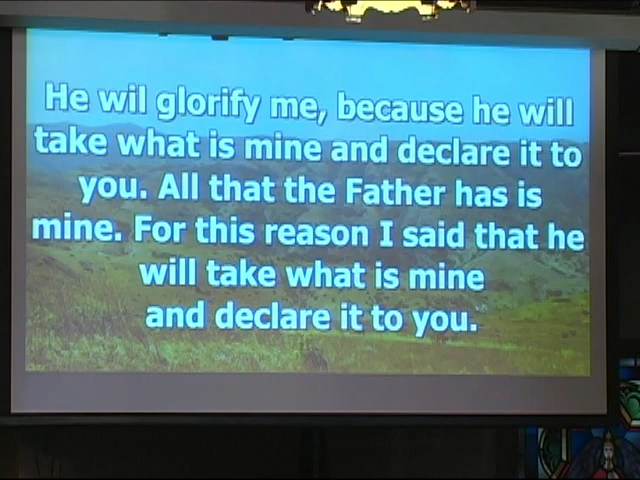 He wil glorify me, because he will
take what is mine and declare it to
you. All that the Father has is
mine. For this reason I said that he
will take what is mine
and declare it to you.